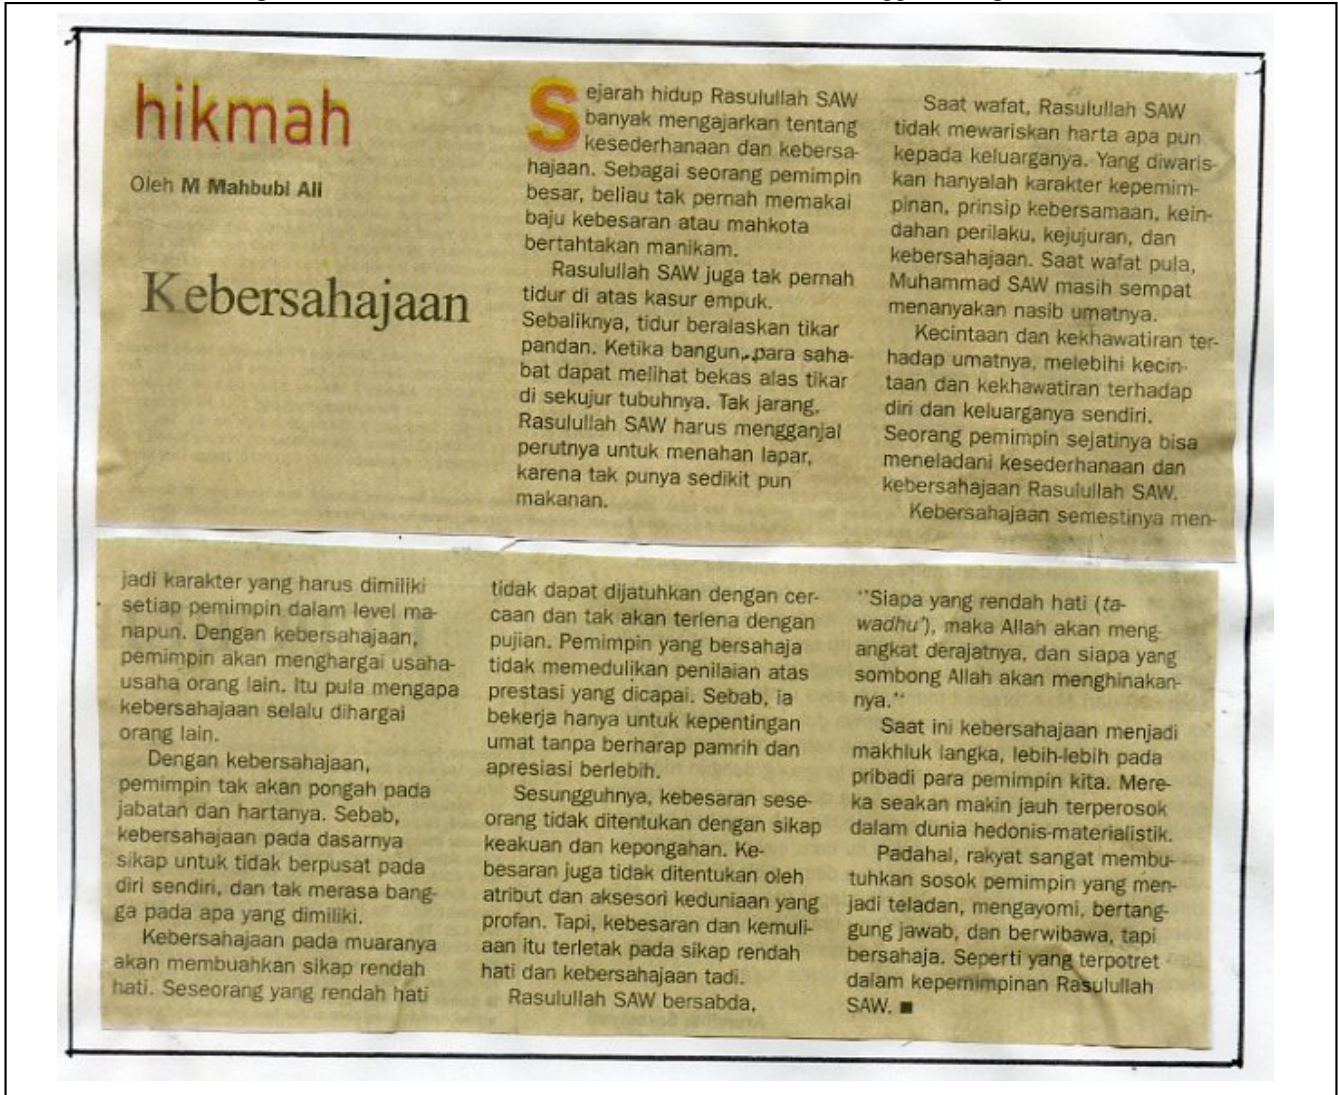 hikmah
Oleh M Mahbubi Ali
Kebersahajaan
Sejarah hidup Rasulullah SAW
banyak mengajarkan tentang
kesederhanaan dan kebersa-
hajaan. Sebagai seorang pemimpin
besar, beliau tak pernah memakai
baju kebesaran atau mahkota
bertahtakan manikam.
Rasulullah SAW juga tak pernah
tidur di atas kasur empuk.
Sebaliknya, tidur beralaskan tikar
pandan. Ketika bangun, para saha-
bat dapat melihat bekas alas tikar
di sekujur tubuhnya. Tak jarang,
Rasulullah SAW harus mengganjal
perutnya untuk menahan lapar,
karena tak punya sedikit pun
makanan.
Saat wafat, Rasulullah SAW
tidak mewariskan harta apa pun
kepada keluarganya. Yang diwaris-
kan hanyalah karakter kepemim-
pinan, prinsip kebersamaan, kein-
dahan perilaku, kejujuran, dan
kebersahajaan. Saat wafat pula,
Muhammad SAW masih sempat
menanyakan nasib umatnya.
Kecintaan dan kekhawatiran ter-
hadap umatnya, melebihi kecin-
taan dan kekhawatiran terhadap
diri dan keluarganya sendiri.
Seorang pemimpin sejatinya bisa
meneladani kesederhanaan dan
kebersahajaan Rasulullah SAW.
Kebersahajaan semestinya men-
jadi karakter yang harus dimiliki
setiap pemimpin dalam level ma-
napun. Dengan kebersahajaan,
pemimpin akan menghargai usaha-
usaha orang lain. Itu pula mengapa
kebersahajaan selalu dihargai
orang lain.
Dengan kebersahajaan,
pemimpin tak akan pongah pada
jabatan dan hartanya. Sebab,
kebersahajaan pada dasarnya
sikap untuk tidak berpusat pada
diri sendiri, dan tak merasa bang-
ga pada apa yang dimiliki.
Kebersahajaan pada muaranya
akan membuahkan sikap rendah
hati. Seseorang yang rendah hati
tidak dapat dijatuhkan dengan cer-
caan dan tak akan terlena dengan
pujian. Pemimpin yang bersahaja
tidak memedulikan penilaian atas
prestasi yang dicapai. Sebab, ia
bekerja hanya untuk kepentingan
umat tanpa berharap pamrih dan
apresiasi berlebih.
Sesungguhnya, kebesaran sese-
orang tidak ditentukan dengan sikap
keakuan dan kepongahan. Ke-
besaran juga tidak ditentukan oleh
atribut dan aksesori keduniaan yang
profan. Tapi, kebesaran dan kemuli-
aan itu terletak pada sikap rendah
hati dan kebersahajaan tadi.
Rasulullah SAW bersabda,
''Siapa yang rendah hati (ta-
wadhu'), maka Allah akan meng-
angkat derajatnya, dan siapa yang
sombong Allah akan menghinakan-
nya.''
Saat ini kebersahajaan menjadi
makhluk langka, lebih-lebih pada
pribadi para pemimpin kita. Mere-
ka seakan makin jauh terperosok
dalam dunia hedonis-materialistik.
Padahal, rakyat sangat membu-
tuhkan sosok pemimpin yang men-
jadi teladan, mengayomi, bertang-
gung jawab, dan berwibawa, tapi
bersahaja. Seperti yang terpotret
dalam kepemimpinan Rasulullah
SAW. ■